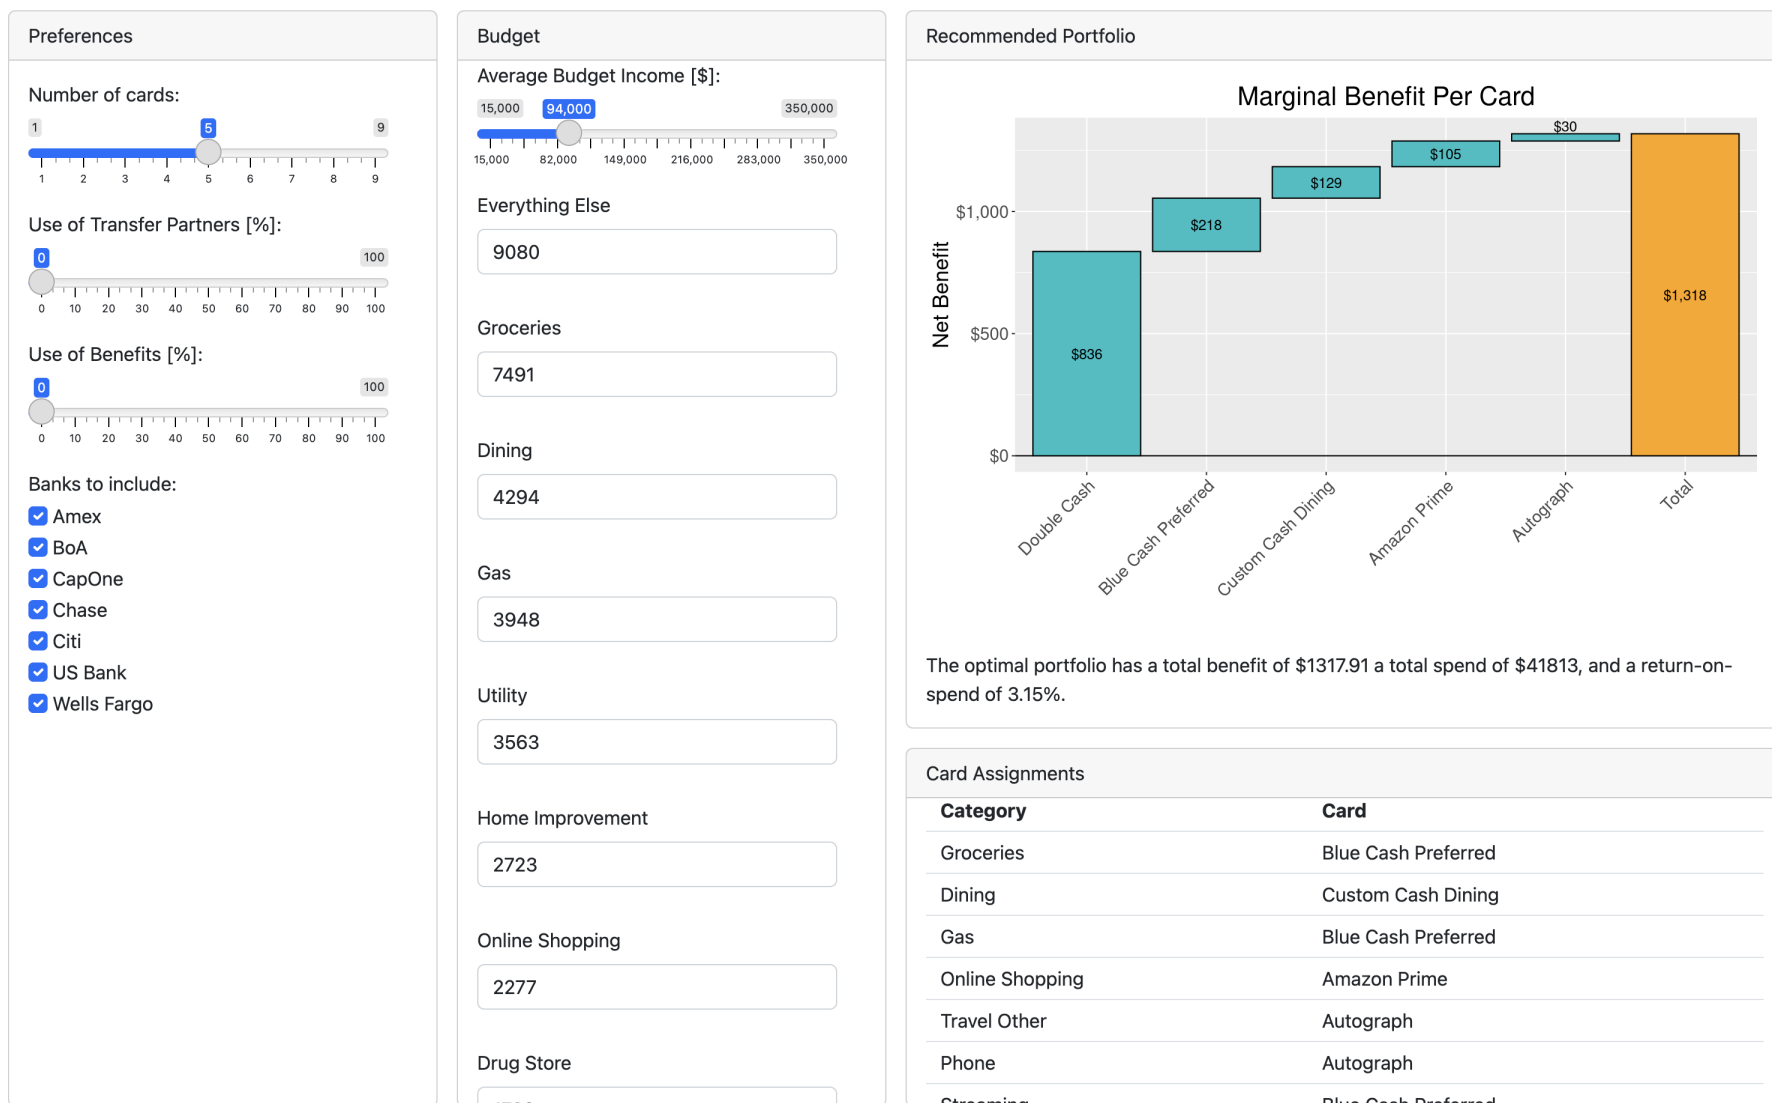 Preferences
Number of cards:
1 5 9
1 2 3 4 5 6 7 8 9
Use of Transfer Partners [%]:
0 100
0 10 20 30 40 50 60 70 80 90 100
Use of Benefits [%]:
0 100
0 10 20 30 40 50 60 70 80 90 100
Banks to include:
Amex
BoA
CapOne
Chase
Citi
US Bank
Wells Fargo
Budget
Average Budget Income [$]:
15,000 94,000 350,000
15,000 82,000 149,000 216,000 283,000 350,000
Everything Else
9080
Groceries
7491
Dining
4294
Gas
3948
Utility
3563
Home Improvement
2723
Online Shopping
2277
Drug Store
Recommended Portfolio
Marginal Benefit Per Card
Net Benefit
$1,000
$500
$0
$836
$218
$129
$105
$30
$1,318
Double Cash
Blue Cash Preferred
Custom Cash Dining
Amazon Prime
Autograph
Total
The optimal portfolio has a total benefit of $1317.91 a total spend of $41813, and a return-on-
spend of 3.15%.
Card Assignments
Category Card
Groceries Blue Cash Preferred
Dining Custom Cash Dining
Gas Blue Cash Preferred
Online Shopping Amazon Prime
Travel Other Autograph
Phone Autograph
Streaming Blue Cash Preferred